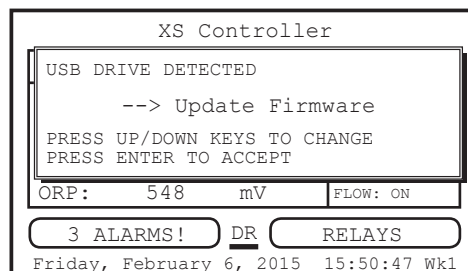 XS Controller
USB DRIVE DETECTED
--> Update Firmware
PRESS UP/DOWN KEYS TO CHANGE
PRESS ENTER TO ACCEPT
ORP: 548 mV FLOW: ON
3 ALARMS! DR RELAYS
Friday, February 6, 2015 15:50:47 Wk1